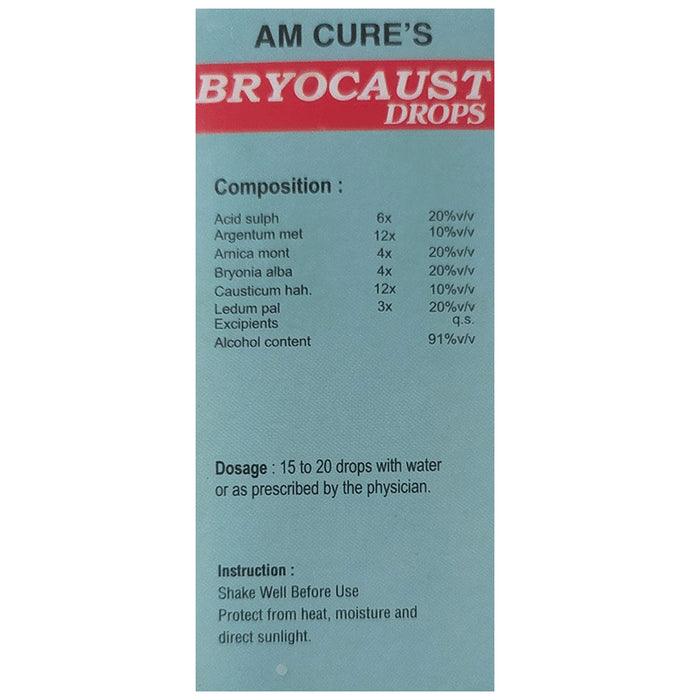 AM CURE'S
BRYOCAUST
DROPS
Composition :
Acid sulph 6x 20%v/v
Argentum met 12x 10%v/v
Arnica mont 4x 20%v/v
Bryonia alba 4x 20%v/v
Causticum hah. 12x 10%v/v
Ledum pal 3x 20%v/v
Excipients q.s.
Alcohol content 91%v/v
Dosage : 15 to 20 drops with water
or as prescribed by the physician.
Instruction :
Shake Well Before Use
Protect from heat, moisture and
direct sunlight.